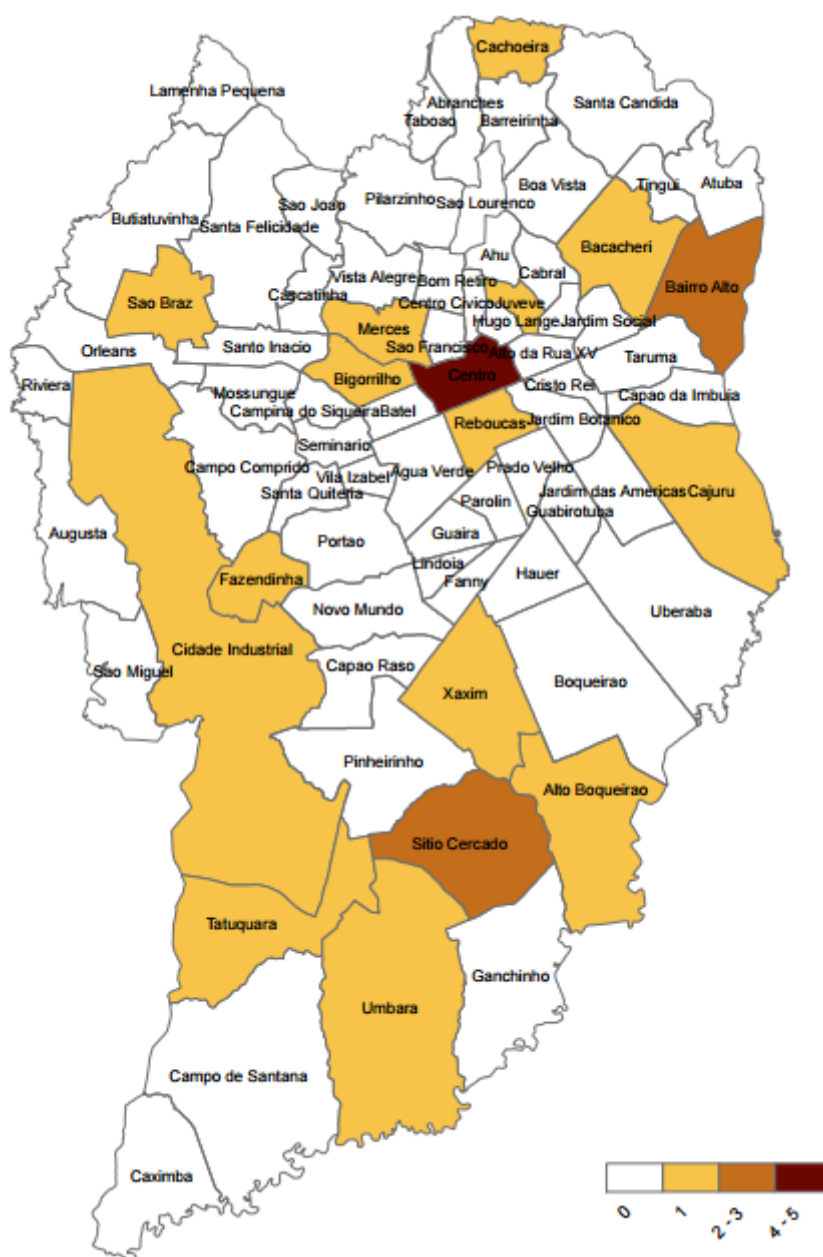 Cachoeira
Lamenha Pequena
Abranches
Santa Candida
Taboao
Barreirinha
Boa Vista
Tingui
Atuba
Pilarzinho
Sao Joao
Sao Lourenco
Butiatuvinha
Santa Felicidade
Ahu
Bacacheri
Vista Alegre
Bom Retiro
Cabral
Bairro Alto
Cascatinha
Sao Braz
Centro Civico
Juveve
Merces
Hugo Lange
Jardim Social
Santo Inacio
Sao Francisco
Alto da Rua XV
Orleans
Taruma
Bigorrilho
Centro
Riviera
Mossungue
Cristo Rei
Capao da Imbuia
Campina do Siqueira
Batel
Reboucas
Jardim Botanico
Seminario
Campo Comprido
Agua Verde
Prado Velho
Vila Izabel
Santa Quiteria
Jardim das Americas
Cajuru
Parolin
Guabirotuba
Augusta
Portao
Guaira
Lindoia
Hauer
Fazendinha
Fanny
Novo Mundo
Uberaba
Cidade Industrial
Capao Raso
Sao Miguel
Boqueirao
Xaxim
Pinheirinho
Alto Boqueirao
Sitio Cercado
Tatuquara
Ganchinho
Umbara
Campo de Santana
Caximba
0
1
2 - 3
4 - 5